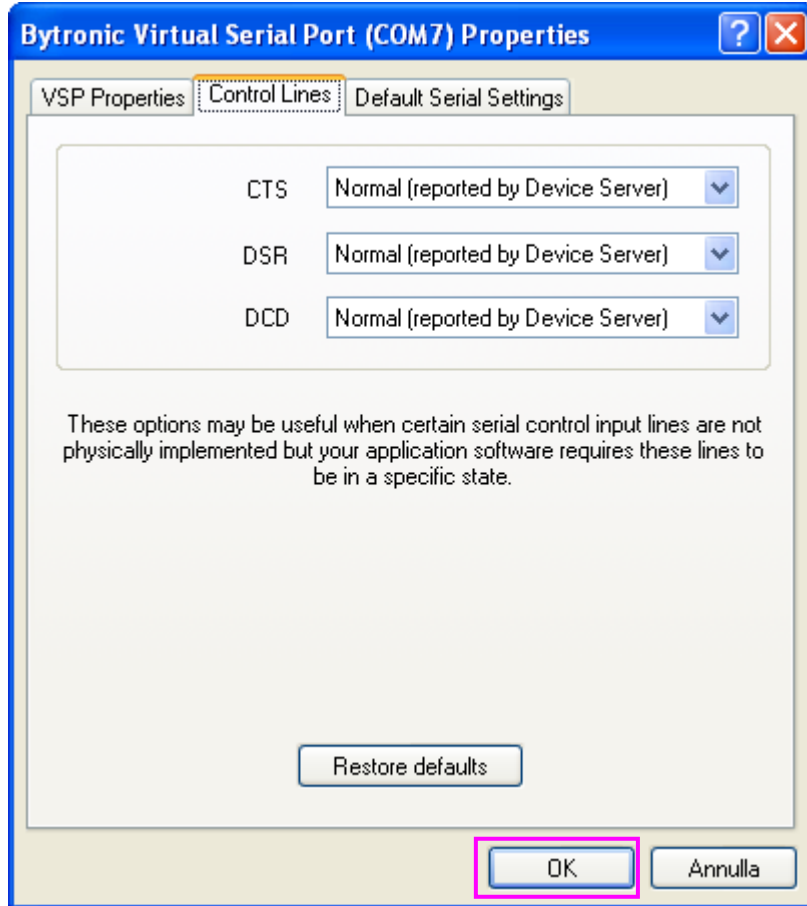 Bytronic Virtual Serial Port (COM7) Properties
VSP Properties
Control Lines
Default Serial Settings
CTS
Normal (reported by Device Server)
DSR
Normal (reported by Device Server)
DCD
Normal (reported by Device Server)
These options may be useful when certain serial control input lines are not
physically implemented but your application software requires these lines to
be in a specific state.
Restore defaults
OK
Annulla